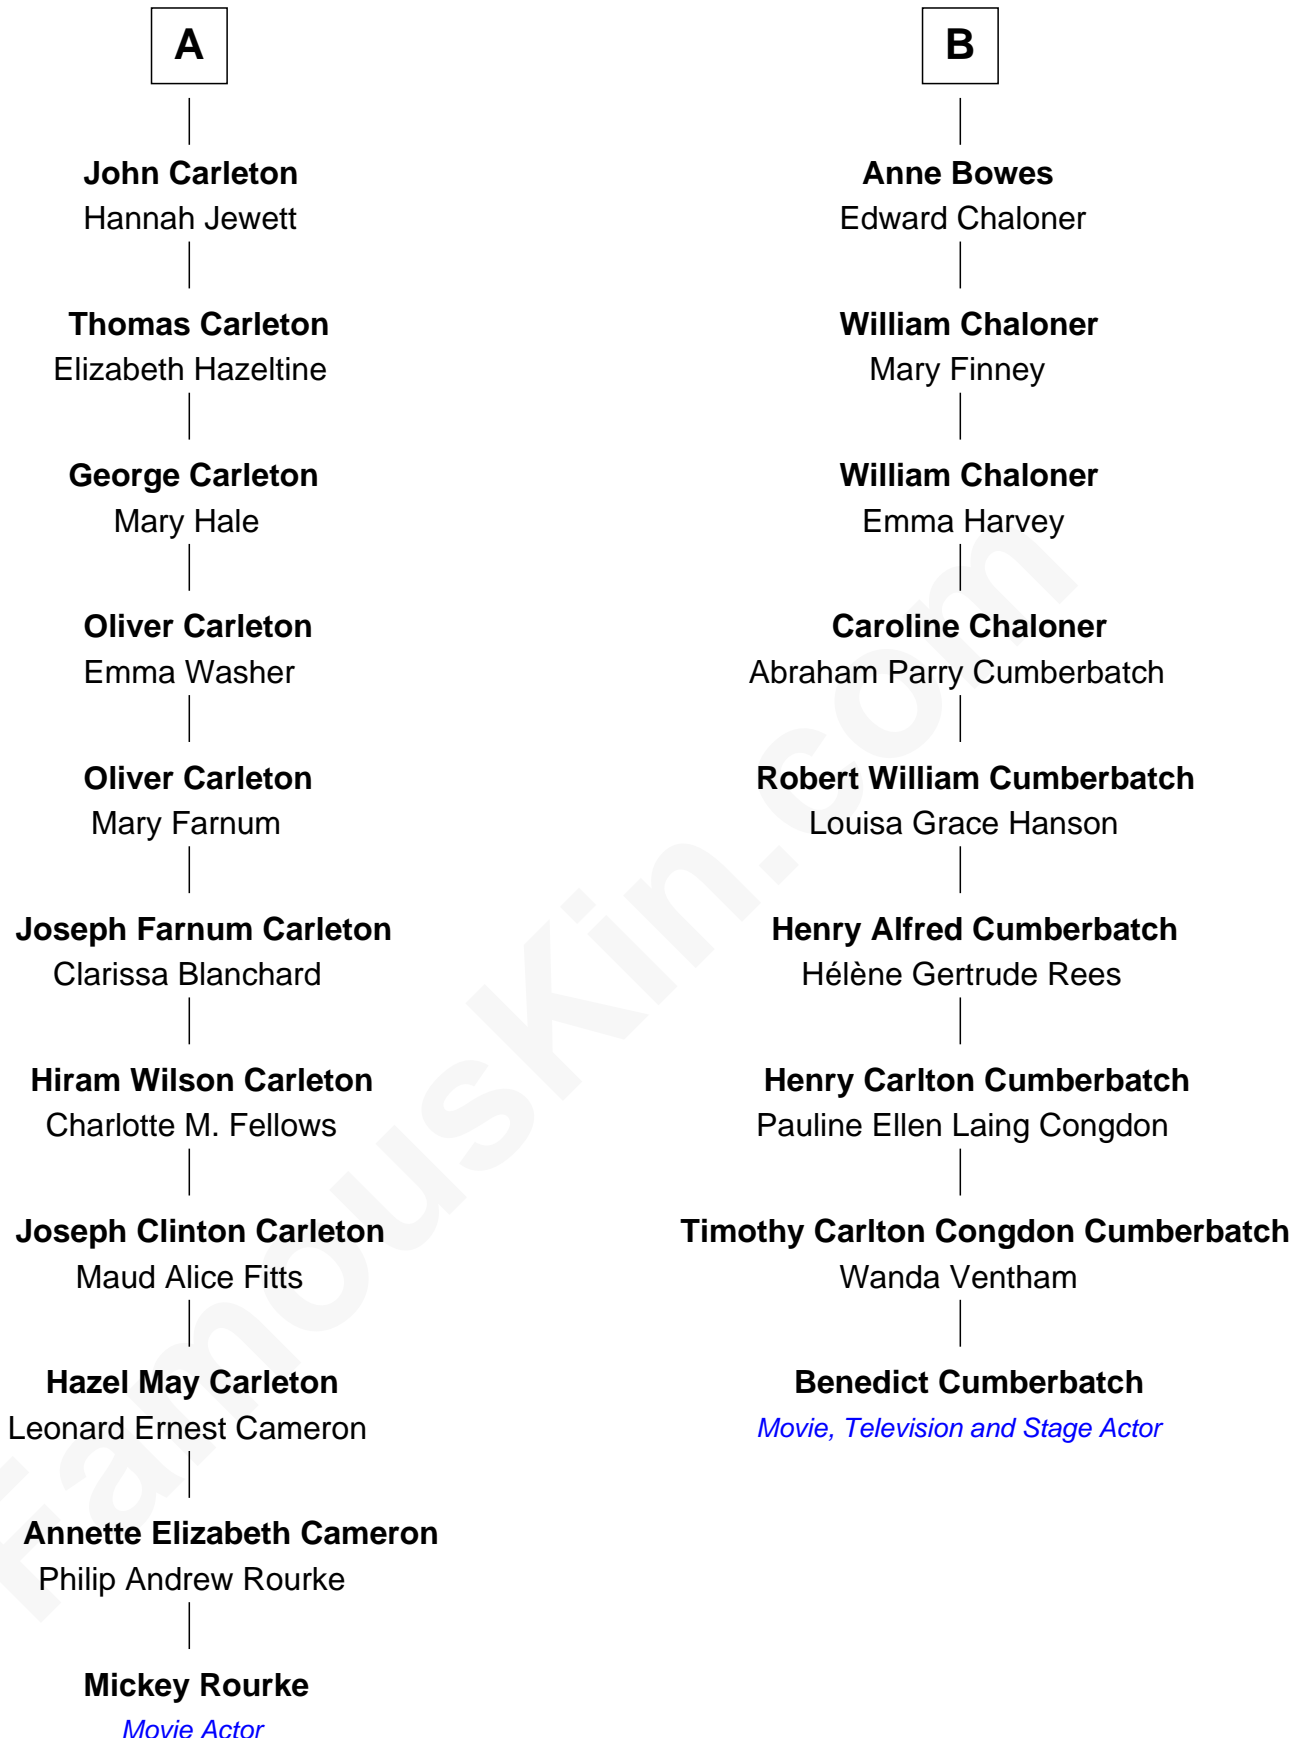 A
John Carleton
Hannah Jewett
Thomas Carleton
Elizabeth Hazeltine
George Carleton
Mary Hale
Oliver Carleton
Emma Washer
Oliver Carleton
Mary Farnum
Joseph Farnum Carleton
Clarissa Blanchard
Hiram Wilson Carleton
Charlotte M. Fellows
Joseph Clinton Carleton
Maud Alice Fitts
Hazel May Carleton
Leonard Ernest Cameron
Annette Elizabeth Cameron
Philip Andrew Rourke
Mickey Rourke
Movie Actor
B
Anne Bowes
Edward Chaloner
William Chaloner
Mary Finney
William Chaloner
Emma Harvey
Caroline Chaloner
Abraham Parry Cumberbatch
Robert William Cumberbatch
Louisa Grace Hanson
Henry Alfred Cumberbatch
Hélène Gertrude Rees
Henry Carlton Cumberbatch
Pauline Ellen Laing Congdon
Timothy Carlton Congdon Cumberbatch
Wanda Ventham
Benedict Cumberbatch
Movie, Television and Stage Actor
FamousKin.com